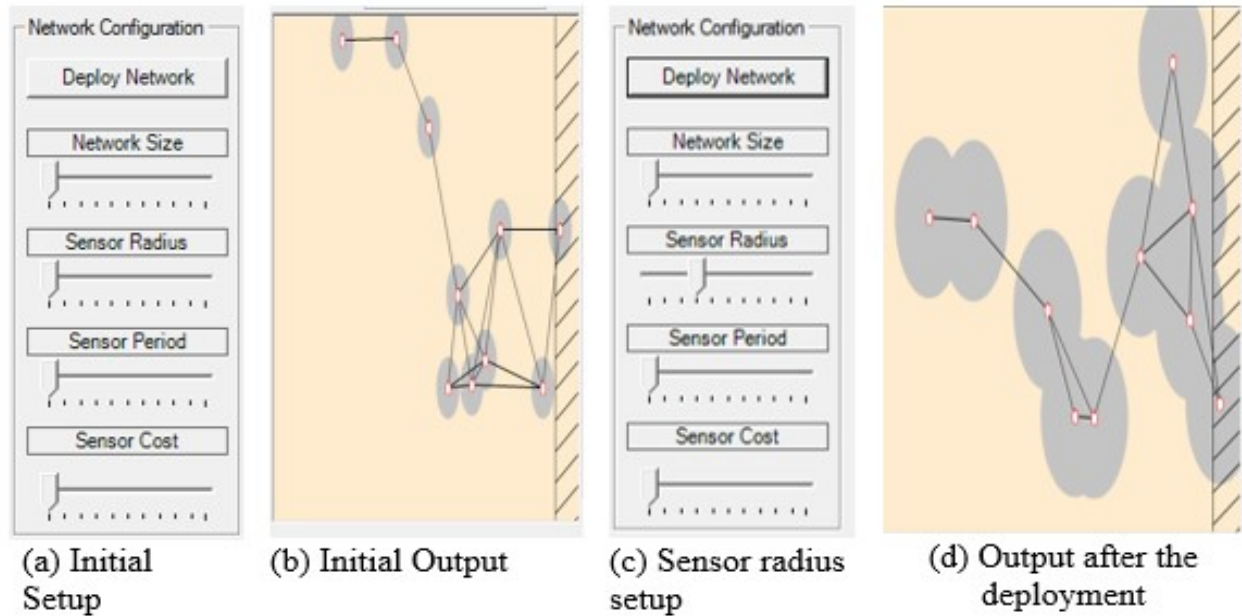 Network Configuration
Deploy Network
Network Size
Sensor Radius
Sensor Period
Sensor Cost
(a) Initial
Setup
(b) Initial Output
Network Configuration
Deploy Network
Network Size
Sensor Radius
Sensor Period
Sensor Cost
(c) Sensor radius
setup
(d) Output after the
deployment